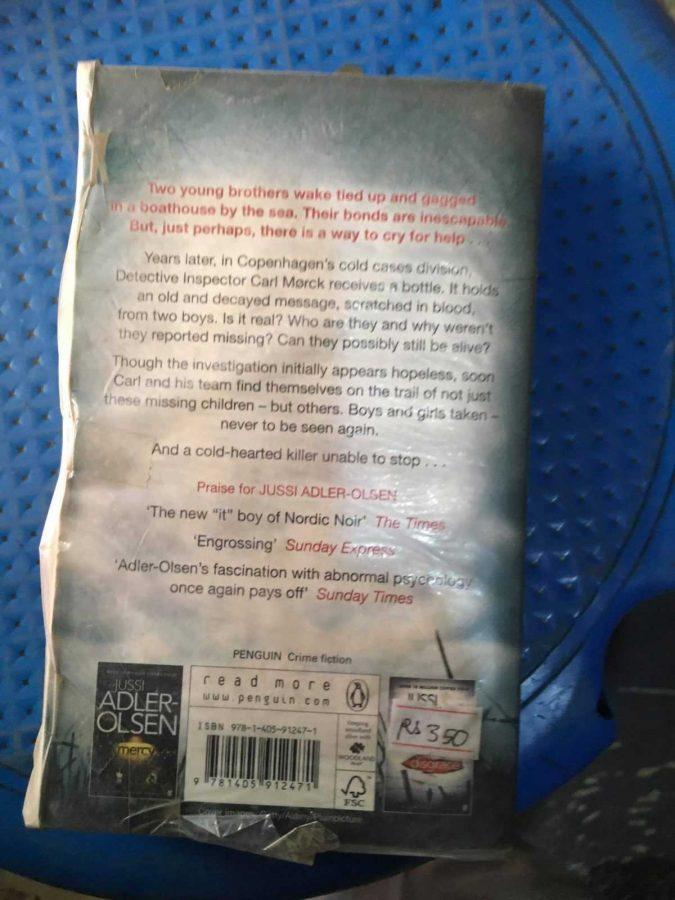 Two young brothers wake tied up and gagged
in a boathouse by the sea. Their bonds are inescapable.
But, just perhaps, there is a way to cry for help . . .
Years later, in Copenhagen's cold cases division,
Detective Inspector Carl Mørck receives a bottle. It holds
an old and decayed message, scratched in blood,
from two boys. Is it real? Who are they and why weren't
they reported missing? Can they possibly still be alive?
Though the investigation initially appears hopeless, soon
Carl and his team find themselves on the trail of not just
these missing children – but others. Boys and girls taken –
never to be seen again.
And a cold-hearted killer unable to stop . . .
Praise for JUSSI ADLER-OLSEN
'The new "it" boy of Nordic Noir' The Times
'Engrossing' Sunday Express
'Adler-Olsen's fascination with abnormal psychology
once again pays off' Sunday Times
PENGUIN Crime fiction
JUSSI
ADLER-
OLSEN
mercy
read more
www.penguin.com
ISBN 978-1-405-91247-1
9 781405 912471
WOODLAND
FSC
JUSSI
Rs 350
disgrace
Cover images: Getty/